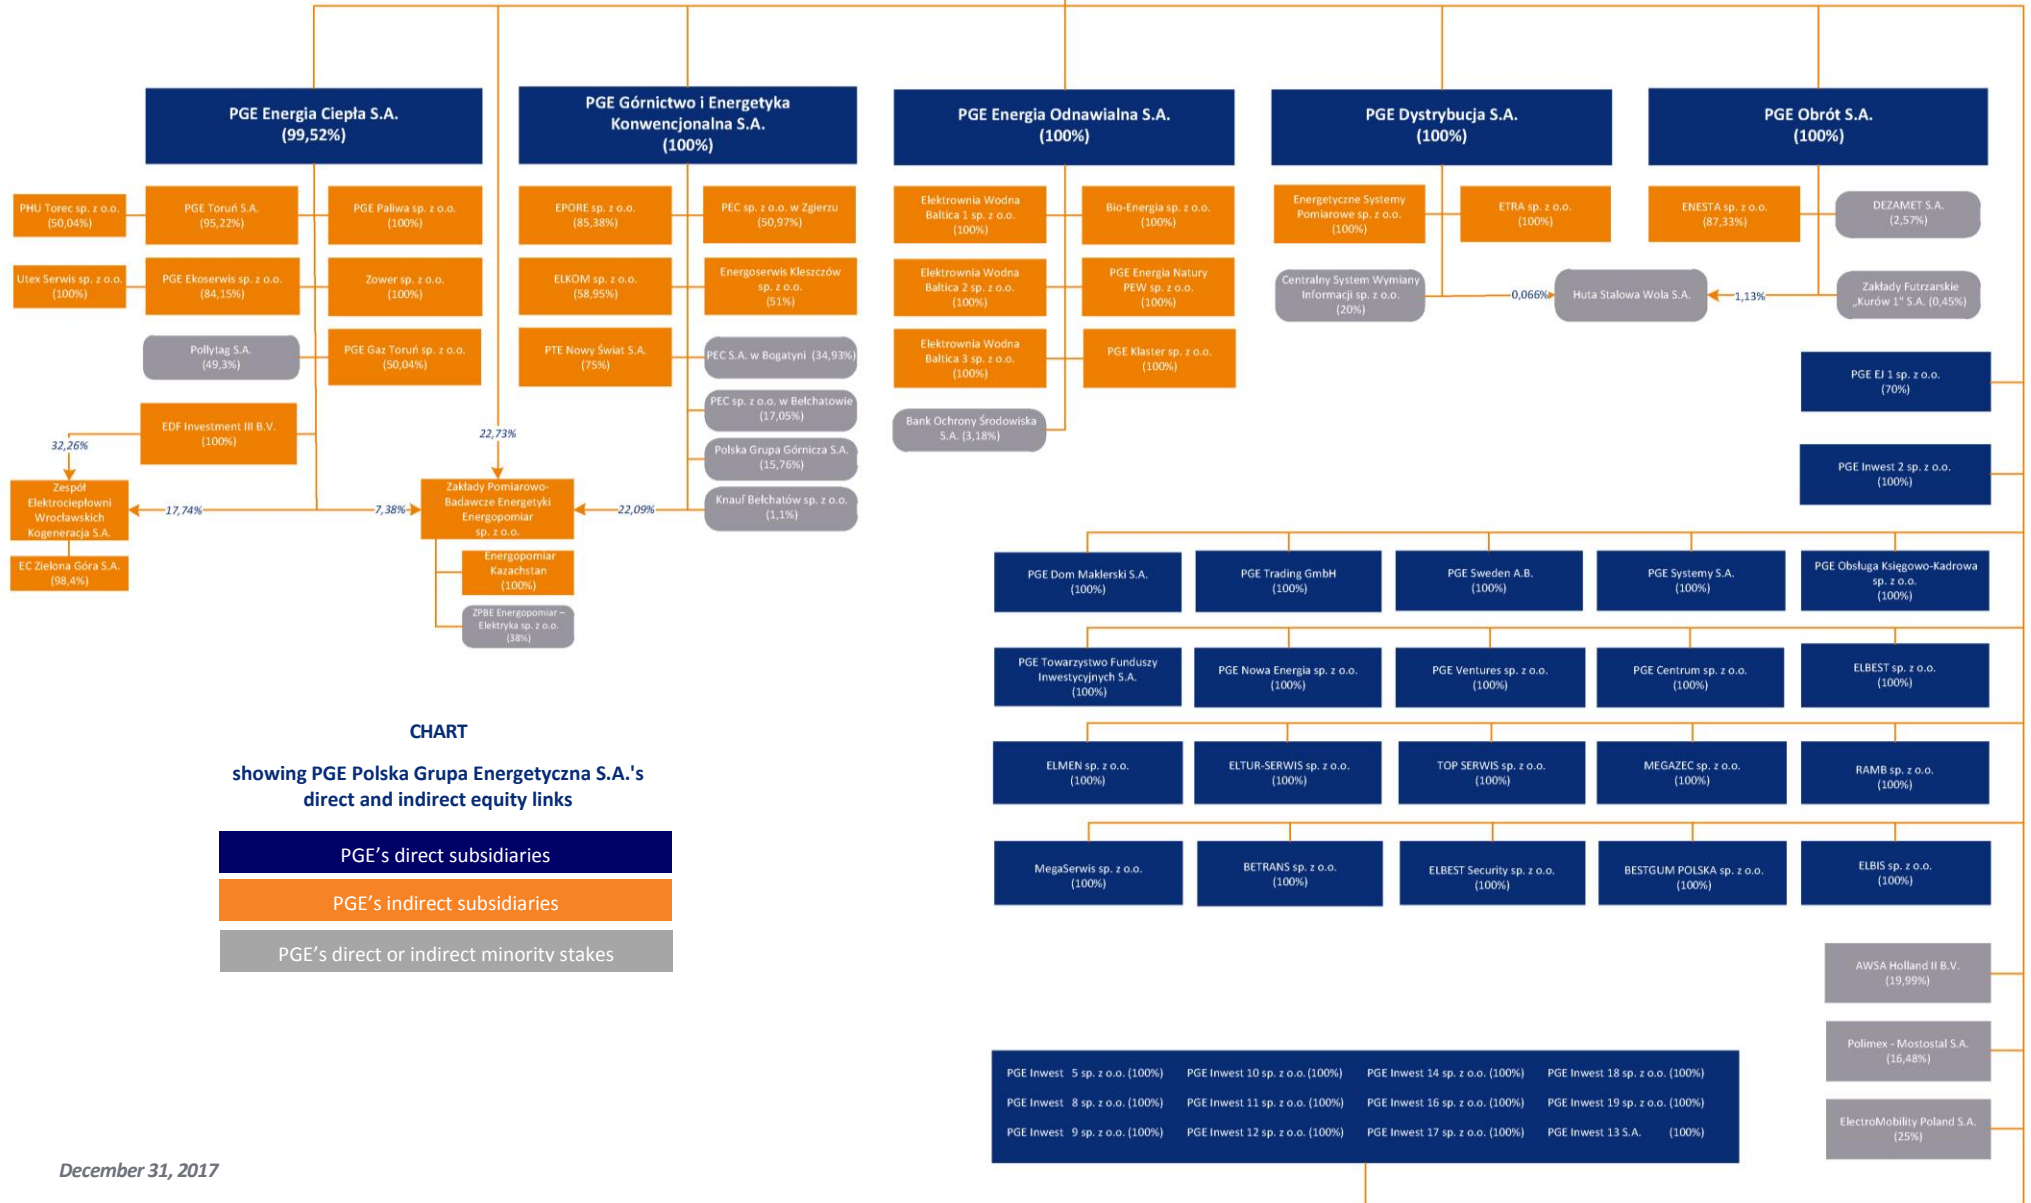 PGE Energia Ciepła S.A.
(99,52%)
PGE Górnictwo i Energetyka
Konwencjonalna S.A.
(100%)
PGE Energia Odnawialna S.A.
(100%)
PGE Dystrybucja S.A.
(100%)
PGE Obrót S.A.
(100%)
PHU Torec sp. z o.o.
(50,04%)
PGE Toruń S.A.
(95,22%)
PGE Paliwa sp. z o.o.
(100%)
Utex Serwis sp. z o.o.
(100%)
PGE Ekoserwis sp. z o.o.
(84,15%)
Zower sp. z o.o.
(100%)
Pollytag S.A.
(49,3%)
PGE Gaz Toruń sp. z o.o.
(50,04%)
EDF Investment III B.V.
(100%)
32,26%
Zespół
Elektrociepłowni
Wrocławskich
Kogeneracja S.A.
17,74%
EC Zielona Góra S.A.
(98,4%)
EPORE sp. z o.o.
(85,38%)
PEC sp. z o.o. w Zgierzu
(50,97%)
ELKOM sp. z o.o.
(58,95%)
Energoserwis Kleszczów
sp. z o.o.
(51%)
PTE Nowy Świat S.A.
(75%)
PEC S.A. w Bogatyni (34,93%)
PEC sp. z o.o. w Bełchatowie
(17,05%)
Polska Grupa Górnicza S.A.
(15,76%)
Knauf Bełchatów sp. z o.o.
(1,1%)
22,73%
7,38%
Zakłady Pomiarowo-
Badawcze Energetyki
Energopomiar
sp. z o.o.
22,09%
Energopomiar
Kazachstan
(100%)
ZPBE Energopomiar –
Elektryka sp. z o.o.
(38%)
Elektrownia Wodna
Baltica 1 sp. z o.o.
(100%)
Bio-Energia sp. z o.o.
(100%)
Elektrownia Wodna
Baltica 2 sp. z o.o.
(100%)
PGE Energia Natury
PEW sp. z o.o.
(100%)
Elektrownia Wodna
Baltica 3 sp. z o.o.
(100%)
PGE Klaster sp. z o.o.
(100%)
Bank Ochrony Środowiska
S.A. (3,18%)
Energetyczne Systemy
Pomiarowe sp. z o.o.
(100%)
ETRA sp. z o.o.
(100%)
Centralny System Wymiany
Informacji sp. z o.o.
(20%)
0,066%
Huta Stalowa Wola S.A.
1,13%
ENESTA sp. z o.o.
(87,33%)
DEZAMET S.A.
(2,57%)
Zakłady Futrzarskie
„Kurów 1" S.A. (0,45%)
PGE EJ 1 sp. z o.o.
(70%)
PGE Inwest 2 sp. z o.o.
(100%)
PGE Dom Maklerski S.A.
(100%)
PGE Trading GmbH
(100%)
PGE Sweden A.B.
(100%)
PGE Systemy S.A.
(100%)
PGE Obsługa Księgowo-Kadrowa
sp. z o.o.
(100%)
PGE Towarzystwo Funduszy
Inwestycyjnych S.A.
(100%)
PGE Nowa Energia sp. z o.o.
(100%)
PGE Ventures sp. z o.o.
(100%)
PGE Centrum sp. z o.o.
(100%)
ELBEST sp. z o.o.
(100%)
ELMEN sp. z o.o.
(100%)
ELTUR-SERWIS sp. z o.o.
(100%)
TOP SERWIS sp. z o.o.
(100%)
MEGAZEC sp. z o.o.
(100%)
RAMB sp. z o.o.
(100%)
MegaSerwis sp. z o.o.
(100%)
BETRANS sp. z o.o.
(100%)
ELBEST Security sp. z o.o.
(100%)
BESTGUM POLSKA sp. z o.o.
(100%)
ELBIS sp. z o.o.
(100%)
AWSA Holland II B.V.
(19,99%)
Polimex - Mostostal S.A.
(16,48%)
ElectroMobility Poland S.A.
(25%)
PGE Inwest 5 sp. z o.o. (100%) PGE Inwest 10 sp. z o.o. (100%) PGE Inwest 14 sp. z o.o. (100%) PGE Inwest 18 sp. z o.o. (100%)
PGE Inwest 8 sp. z o.o. (100%) PGE Inwest 11 sp. z o.o. (100%) PGE Inwest 16 sp. z o.o. (100%) PGE Inwest 19 sp. z o.o. (100%)
PGE Inwest 9 sp. z o.o. (100%) PGE Inwest 12 sp. z o.o. (100%) PGE Inwest 17 sp. z o.o. (100%) PGE Inwest 13 S.A. (100%)
CHART
showing PGE Polska Grupa Energetyczna S.A.'s
direct and indirect equity links
PGE's direct subsidiaries
PGE's indirect subsidiaries
PGE's direct or indirect minority stakes
December 31, 2017